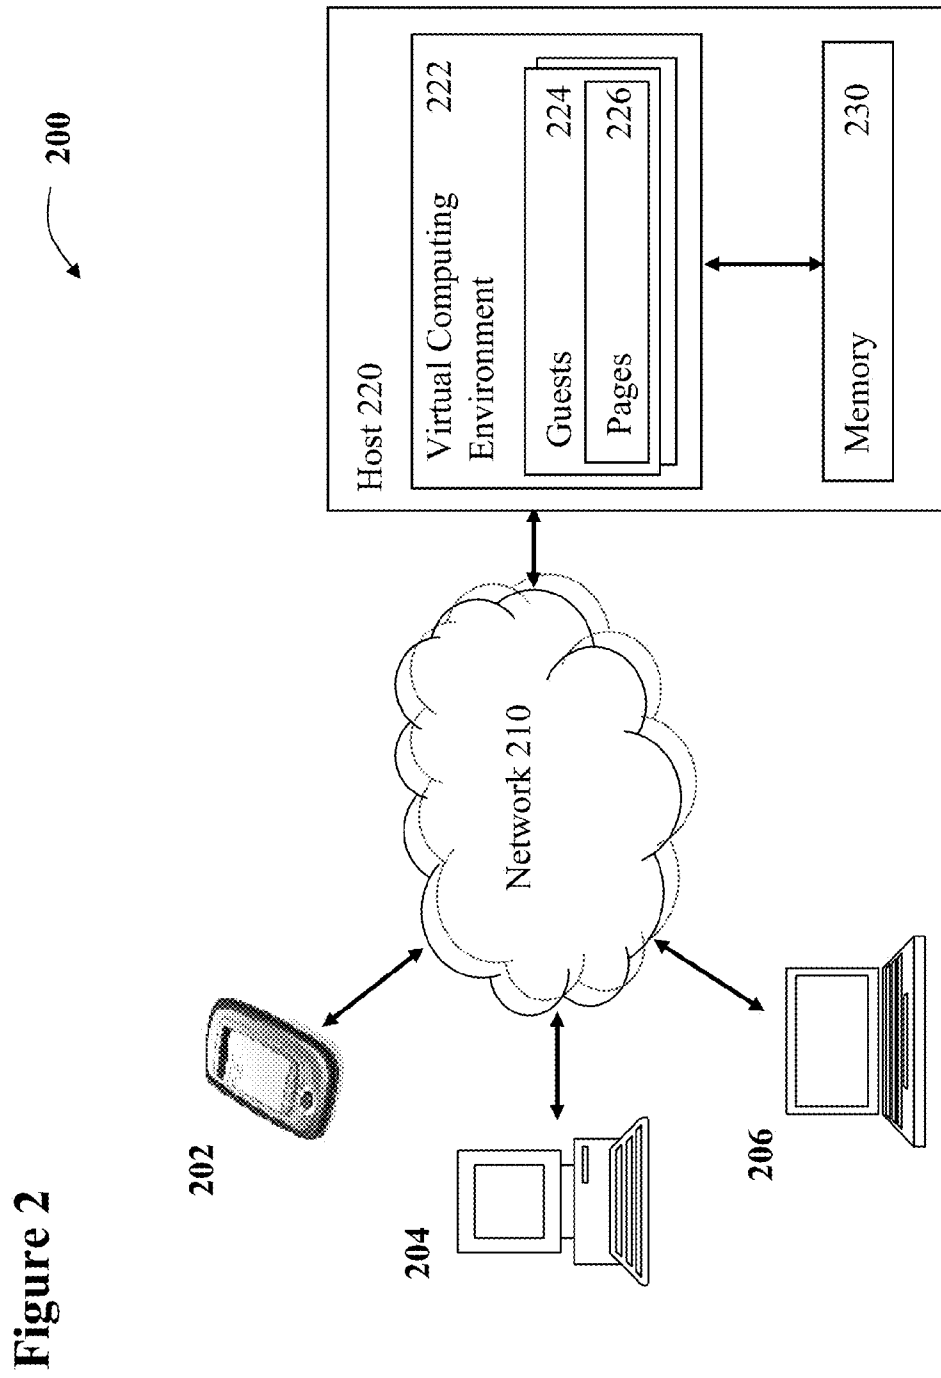 Figure 2
200
202
204
206
Network 210
Host 220
Virtual Computing 222
Environment
Guests 224
Pages 226
Memory 230